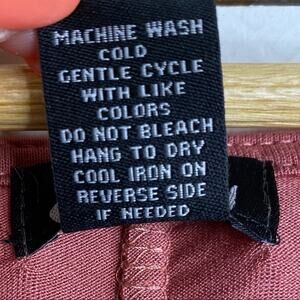 MACHINE WASH
COLD
GENTLE CYCLE
WITH LIKE
COLORS
DO NOT BLEACH
HANG TO DRY
COOL IRON ON
REVERSE SIDE
IF NEEDED